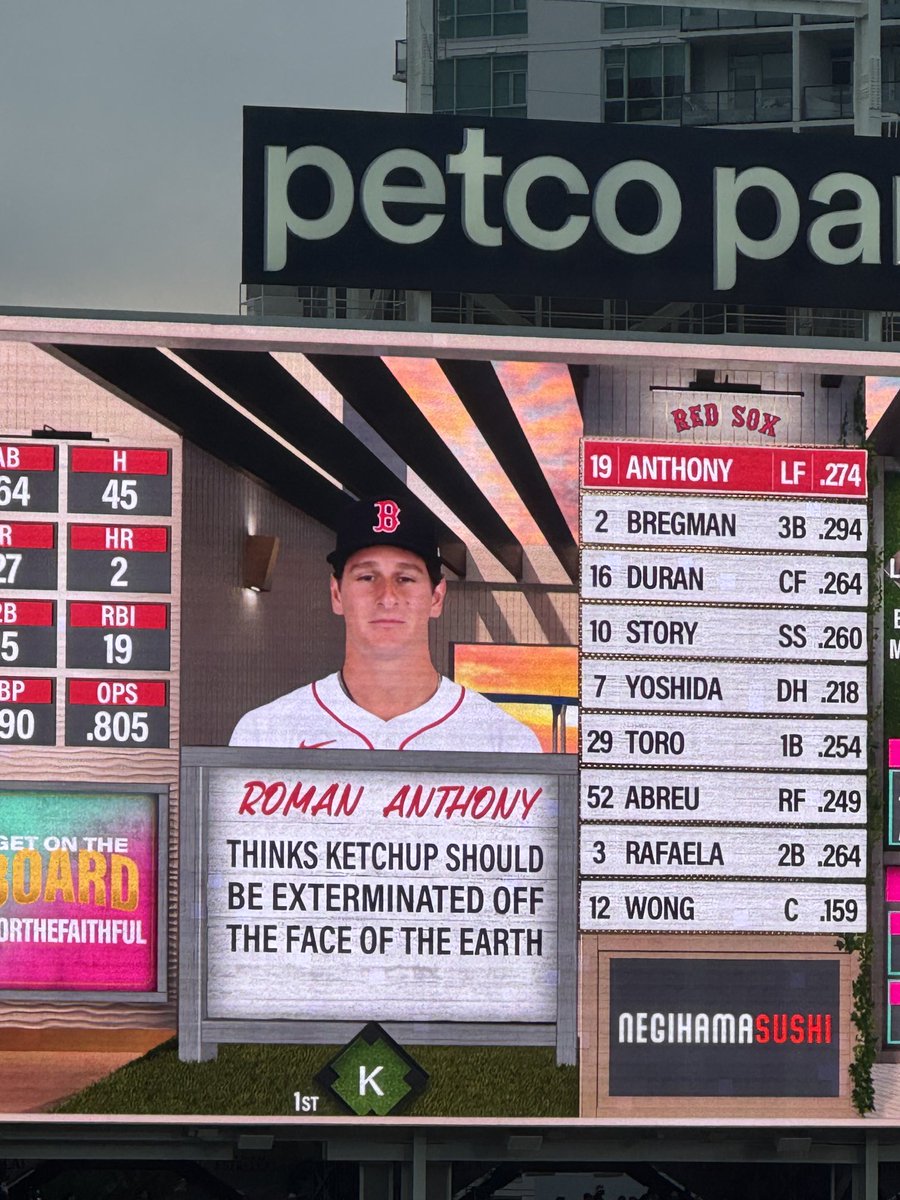 petco pa
RED SOX
19 ANTHONY LF .274
2 BREGMAN 3B .294
16 DURAN CF .264
10 STORY SS .260
7 YOSHIDA DH .218
29 TORO 1B .254
52 ABREU RF .249
3 RAFAELA 2B .264
12 WONG C .159
AB H
64 45
R HR
27 2
2B RBI
5 19
BP OPS
90 .805
B
ROMAN ANTHONY
THINKS KETCHUP SHOULD
BE EXTERMINATED OFF
THE FACE OF THE EARTH
GET ON THE
BOARD
ORTHEFAITHFUL
1ST K
NEGIHAMASUSHI